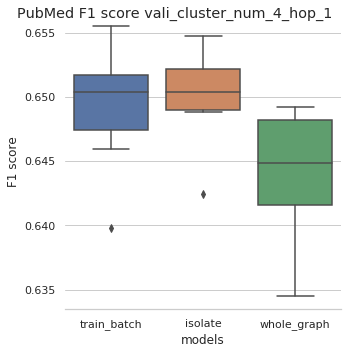 PubMed F1 score vali_cluster_num_4_hop_1
0.655
0.650
0.645
0.640
0.635
F1 score
train_batch isolate whole_graph
models